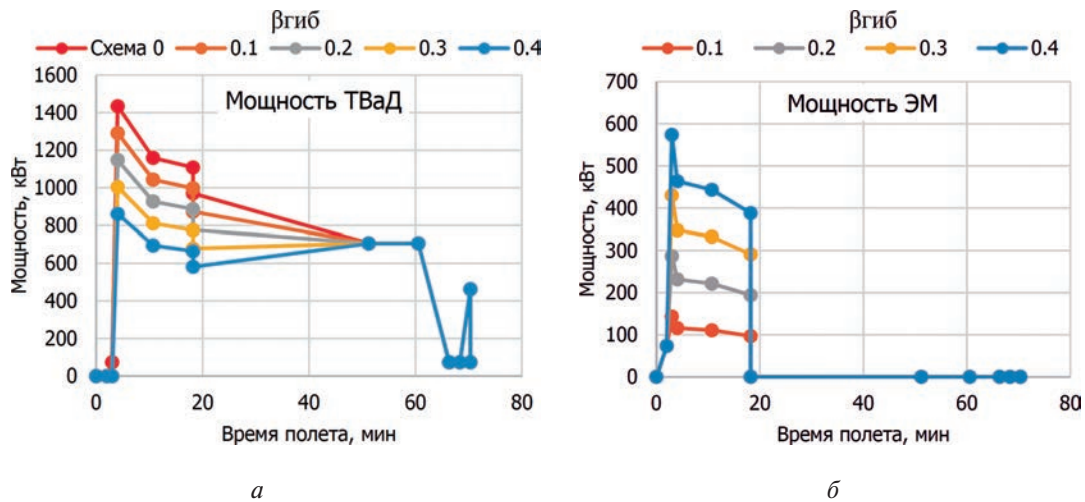 βгиб
Схема 0 0.1 0.2 0.3 0.4
Мощность ТВаД
Мощность, кВт
1600
1400
1200
1000
800
600
400
200
0
0 20 40 60 80
Время полета, мин
а
βгиб
0.1 0.2 0.3 0.4
Мощность ЭМ
Мощность, кВт
700
600
500
400
300
200
100
0
0 20 40 60 80
Время полета, мин
б